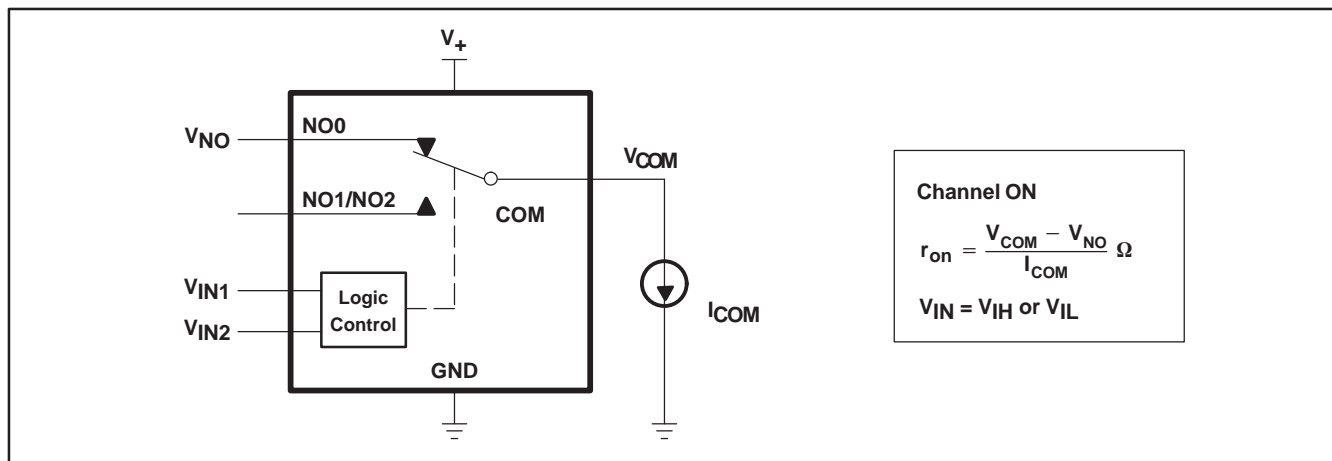 V+
VNO
NO0
NO1/NO2
VCOM
COM
VIN1
VIN2
Logic
Control
ICOM
GND
Channel ON
ron = VCOM − VNO / ICOM Ω
VIN = VIH or VIL